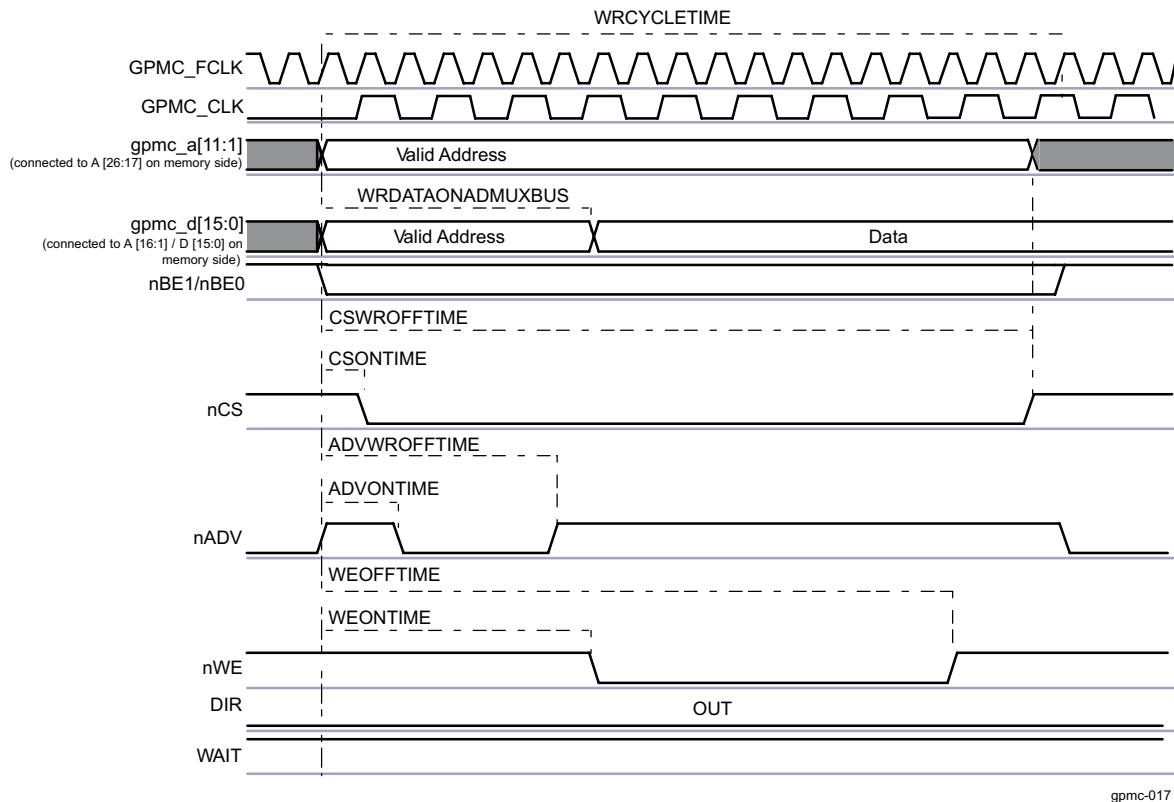 WRCYCLETIME
GPMC_FCLK
GPMC_CLK
gpmc_a[11:1]
(connected to A [26:17] on memory side)
Valid Address
WRDATAONADMUXBUS
gpmc_d[15:0]
(connected to A [16:1] / D [15:0] on
memory side)
Valid Address
Data
nBE1/nBE0
CSWROFFTIME
CSONTIME
nCS
ADVWROFFTIME
ADVONTIME
nADV
WEOFFTIME
WEONTIME
nWE
DIR
OUT
WAIT
gpmc-017